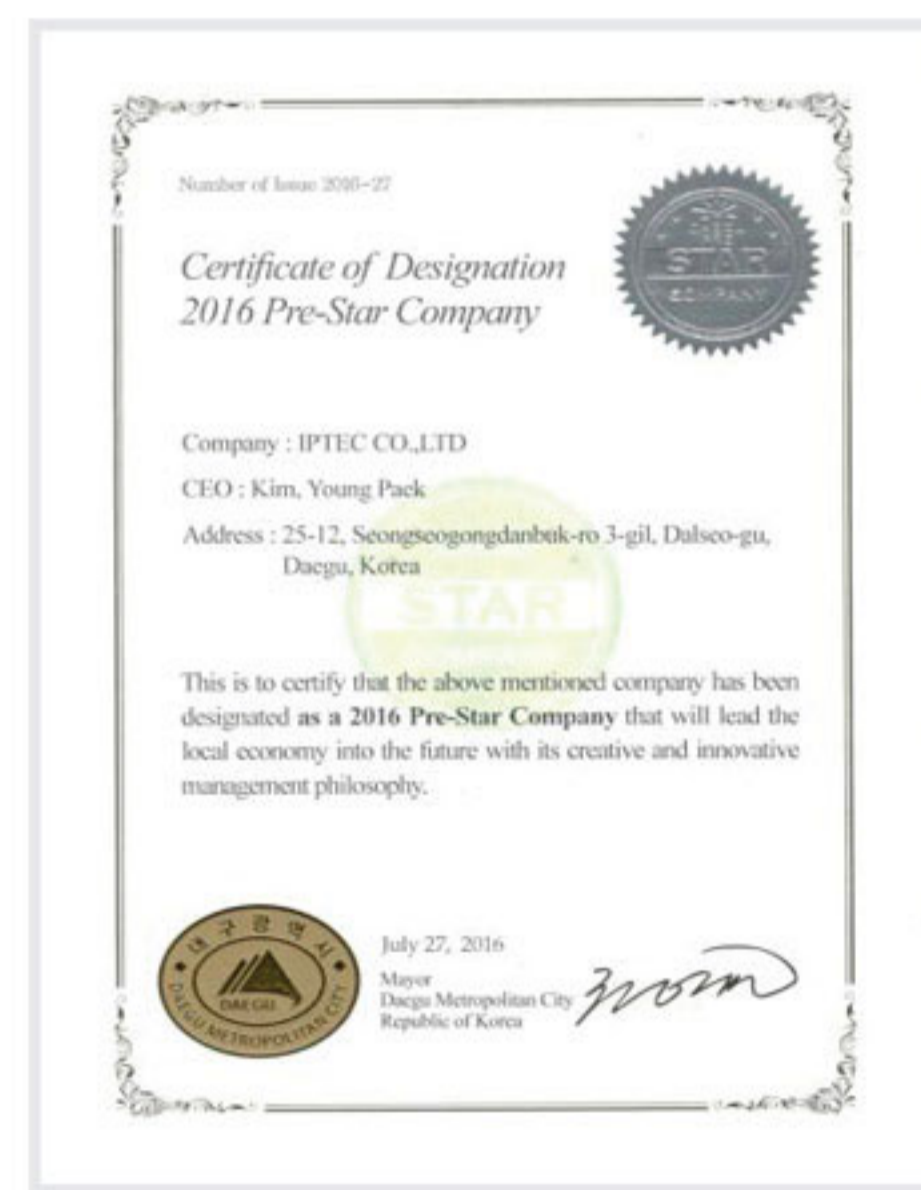 Number of Issue 2016-27
STAR
COMPANY
Certificate of Designation
2016 Pre-Star Company
Company : IPTEC CO.,LTD
CEO : Kim, Young Paek
Address : 25-12, Seongseogongdanbuk-ro 3-gil, Dalseo-gu,
Daegu, Korea
STAR
This is to certify that the above mentioned company has been
designated as a 2016 Pre-Star Company that will lead the
local economy into the future with its creative and innovative
management philosophy.
대구광역시
DAEGU
DAEGU METROPOLITAN CITY
July 27, 2016
Mayor
Daegu Metropolitan City
Republic of Korea